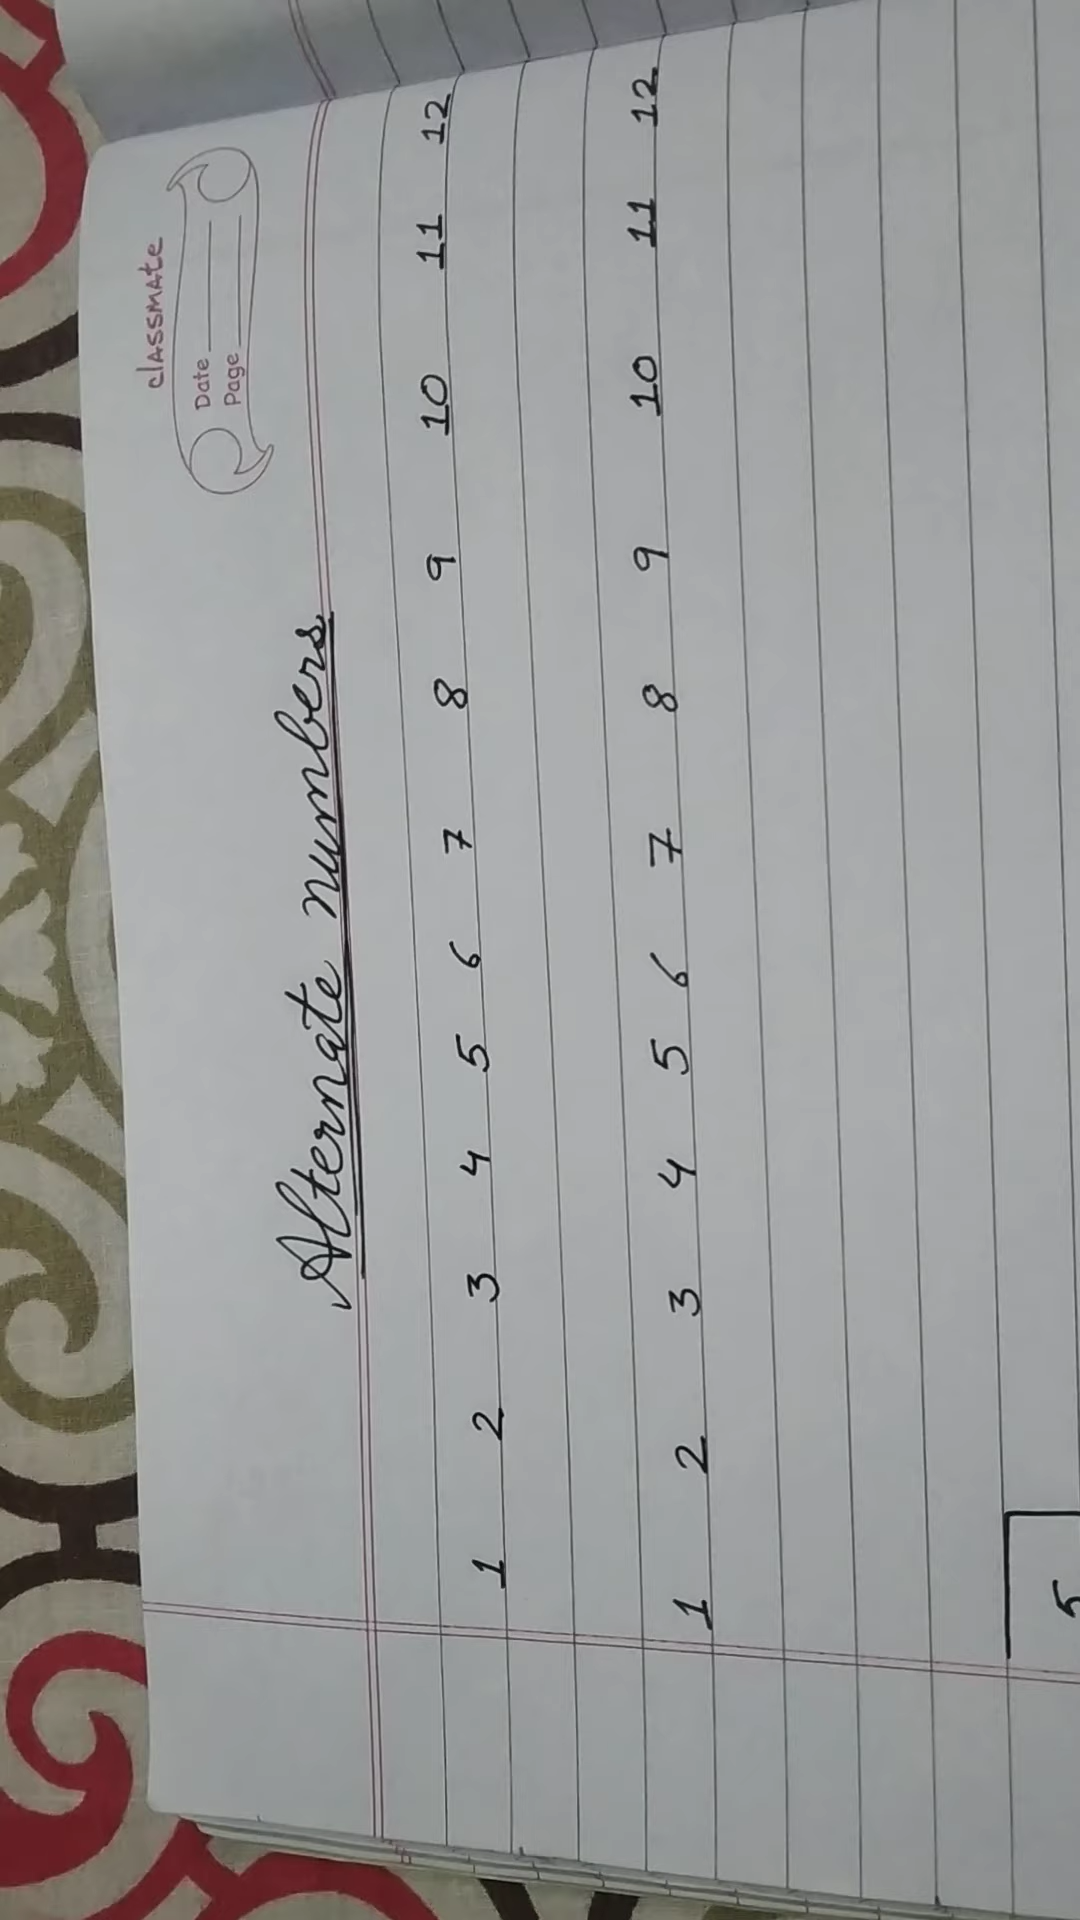 classmate
Date
Page
Alternate numbers
1 2 3 4 5 6 7 8 9 10 11 12
1 2 3 4 5 6 7 8 9 10 11 12
5